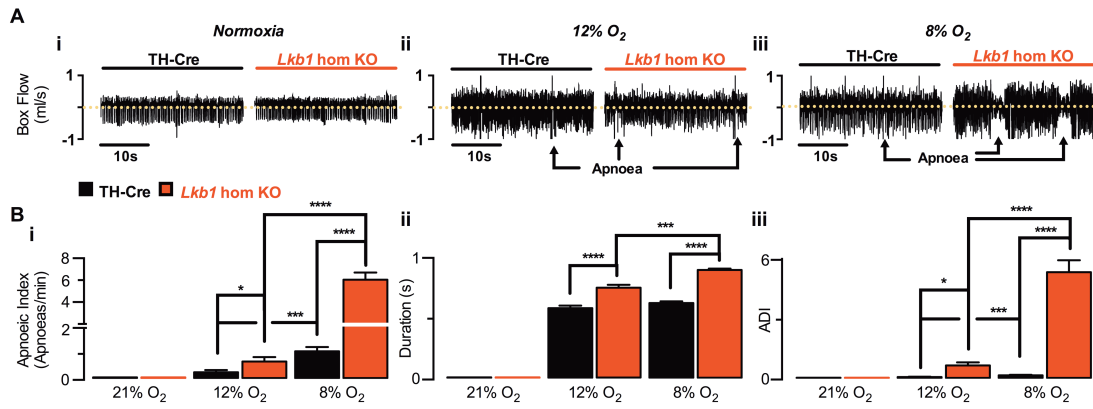 A
Normoxia
12% O2
8% O2
i
TH-Cre
Lkb1 hom KO
ii
TH-Cre
Lkb1 hom KO
iii
TH-Cre
Lkb1 hom KO
Box Flow
(ml/s)
1
-1
1
-1
1
-1
10s
10s
Apnoea
10s
Apnoea
TH-Cre
Lkb1 hom KO
B
i
Apnoeic Index
(Apnoeas/min)
8
6
4
2
0
*
***
****
****
21% O2
12% O2
8% O2
ii
Duration (s)
1
0
****
***
****
21% O2
12% O2
8% O2
iii
ADI
6
0
*
***
****
****
21% O2
12% O2
8% O2